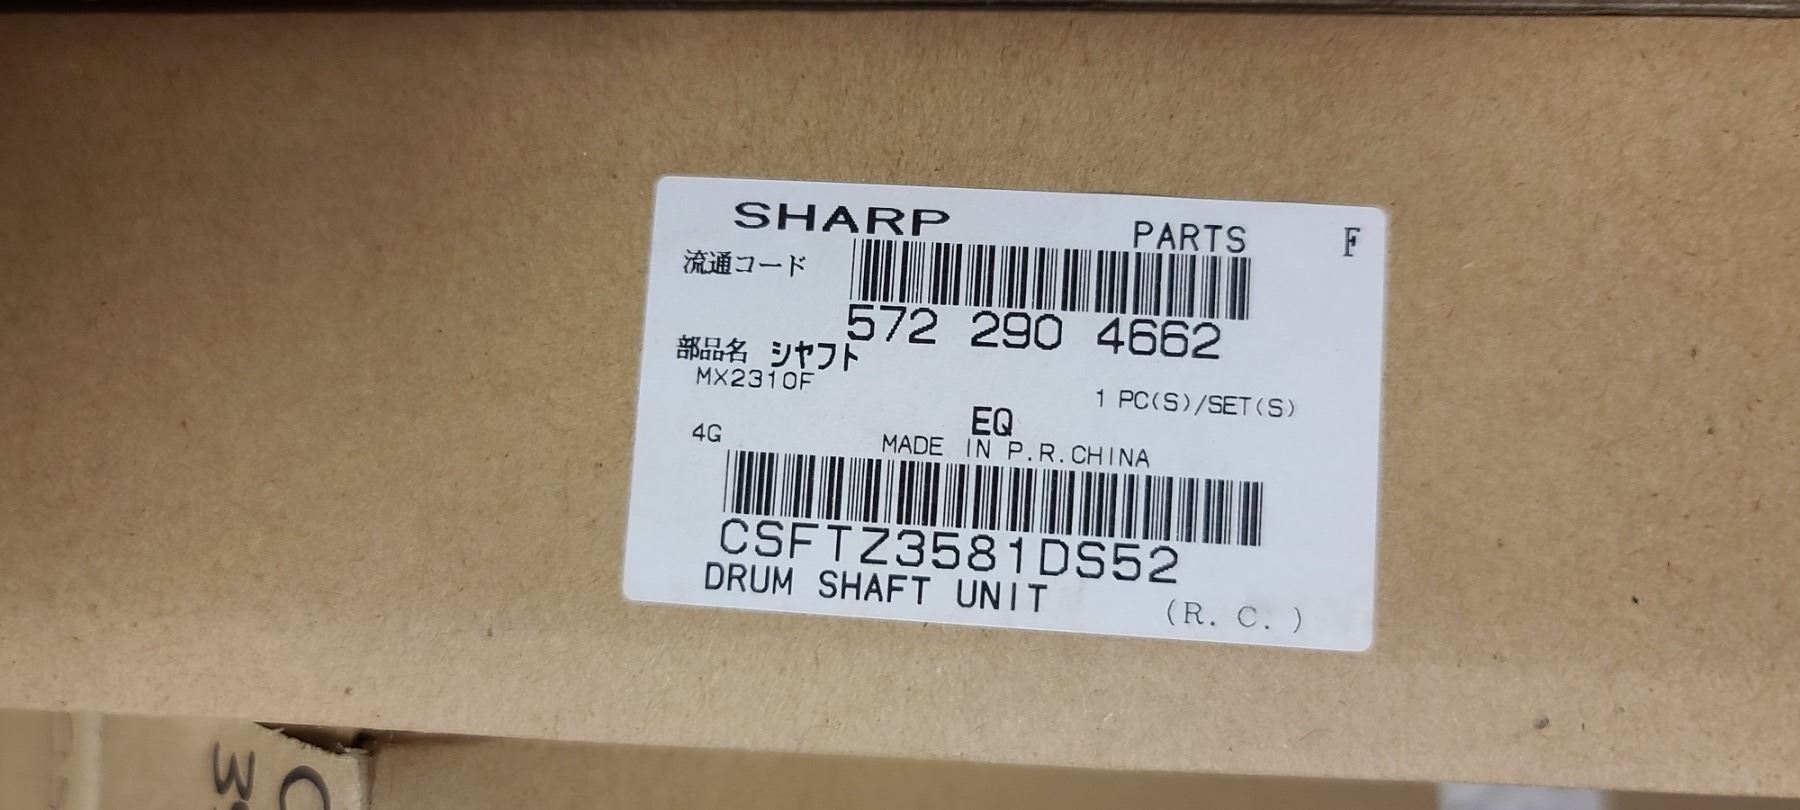 SHARP PARTS F
流通コード
572 290 4662
部品名 シヤフト
MX2310F
1 PC(S)/SET(S)
EQ
4G MADE IN P.R.CHINA
CSFTZ3581DS52
DRUM SHAFT UNIT
(R. C. )